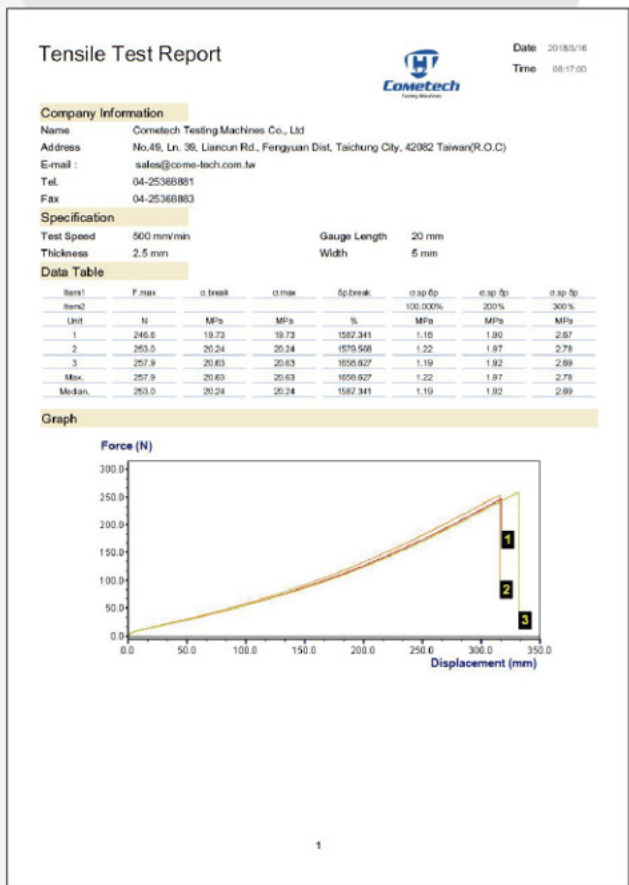 Tensile Test Report
Cometech
Testing Machines
Date 2018/3/16
Time 08:17:00
Company Information
Name Cometech Testing Machines Co., Ltd
Address No.49, Ln. 39, Liancun Rd., Fengyuan Dist, Taichung City, 42082 Taiwan(R.O.C)
E-mail : sales@come-tech.com.tw
Tel. 04-25368881
Fax 04-25368883
Specification
Test Speed 500 mm/min Gauge Length 20 mm
Thickness 2.5 mm Width 5 mm
Data Table
Item1 F.max σ.break σ.max δp.break σ.sp δp σ.sp δp σ.sp δp
Item2 100.000% 200% 300%
Unit N MPa MPa % MPa MPa MPa
1 246.6 19.73 19.73 1587.341 1.16 1.90 2.67
2 253.0 20.24 20.24 1579.568 1.22 1.97 2.78
3 257.9 20.63 20.63 1658.627 1.19 1.92 2.69
Max. 257.9 20.63 20.63 1658.627 1.22 1.97 2.78
Median. 253.0 20.24 20.24 1587.341 1.19 1.92 2.69
Graph
Force (N)
300.0
250.0
200.0
150.0
100.0
50.0
0.0
1
2
3
0.0 50.0 100.0 150.0 200.0 250.0 300.0 350.0
Displacement (mm)
1